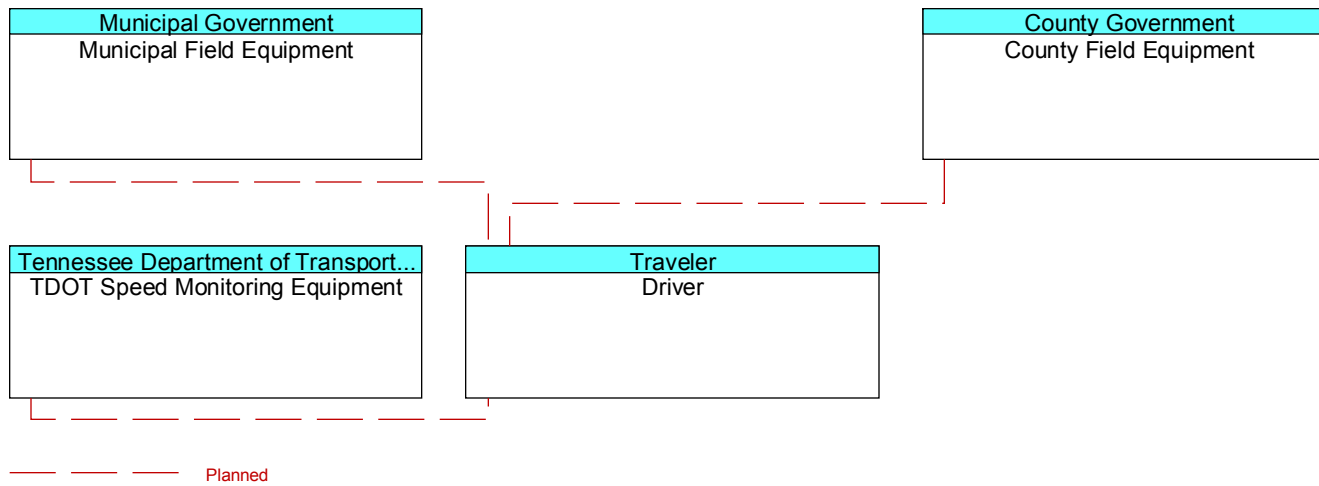 Municipal Government
Municipal Field Equipment
County Government
County Field Equipment
Tennessee Department of Transport...
TDOT Speed Monitoring Equipment
Traveler
Driver
Planned